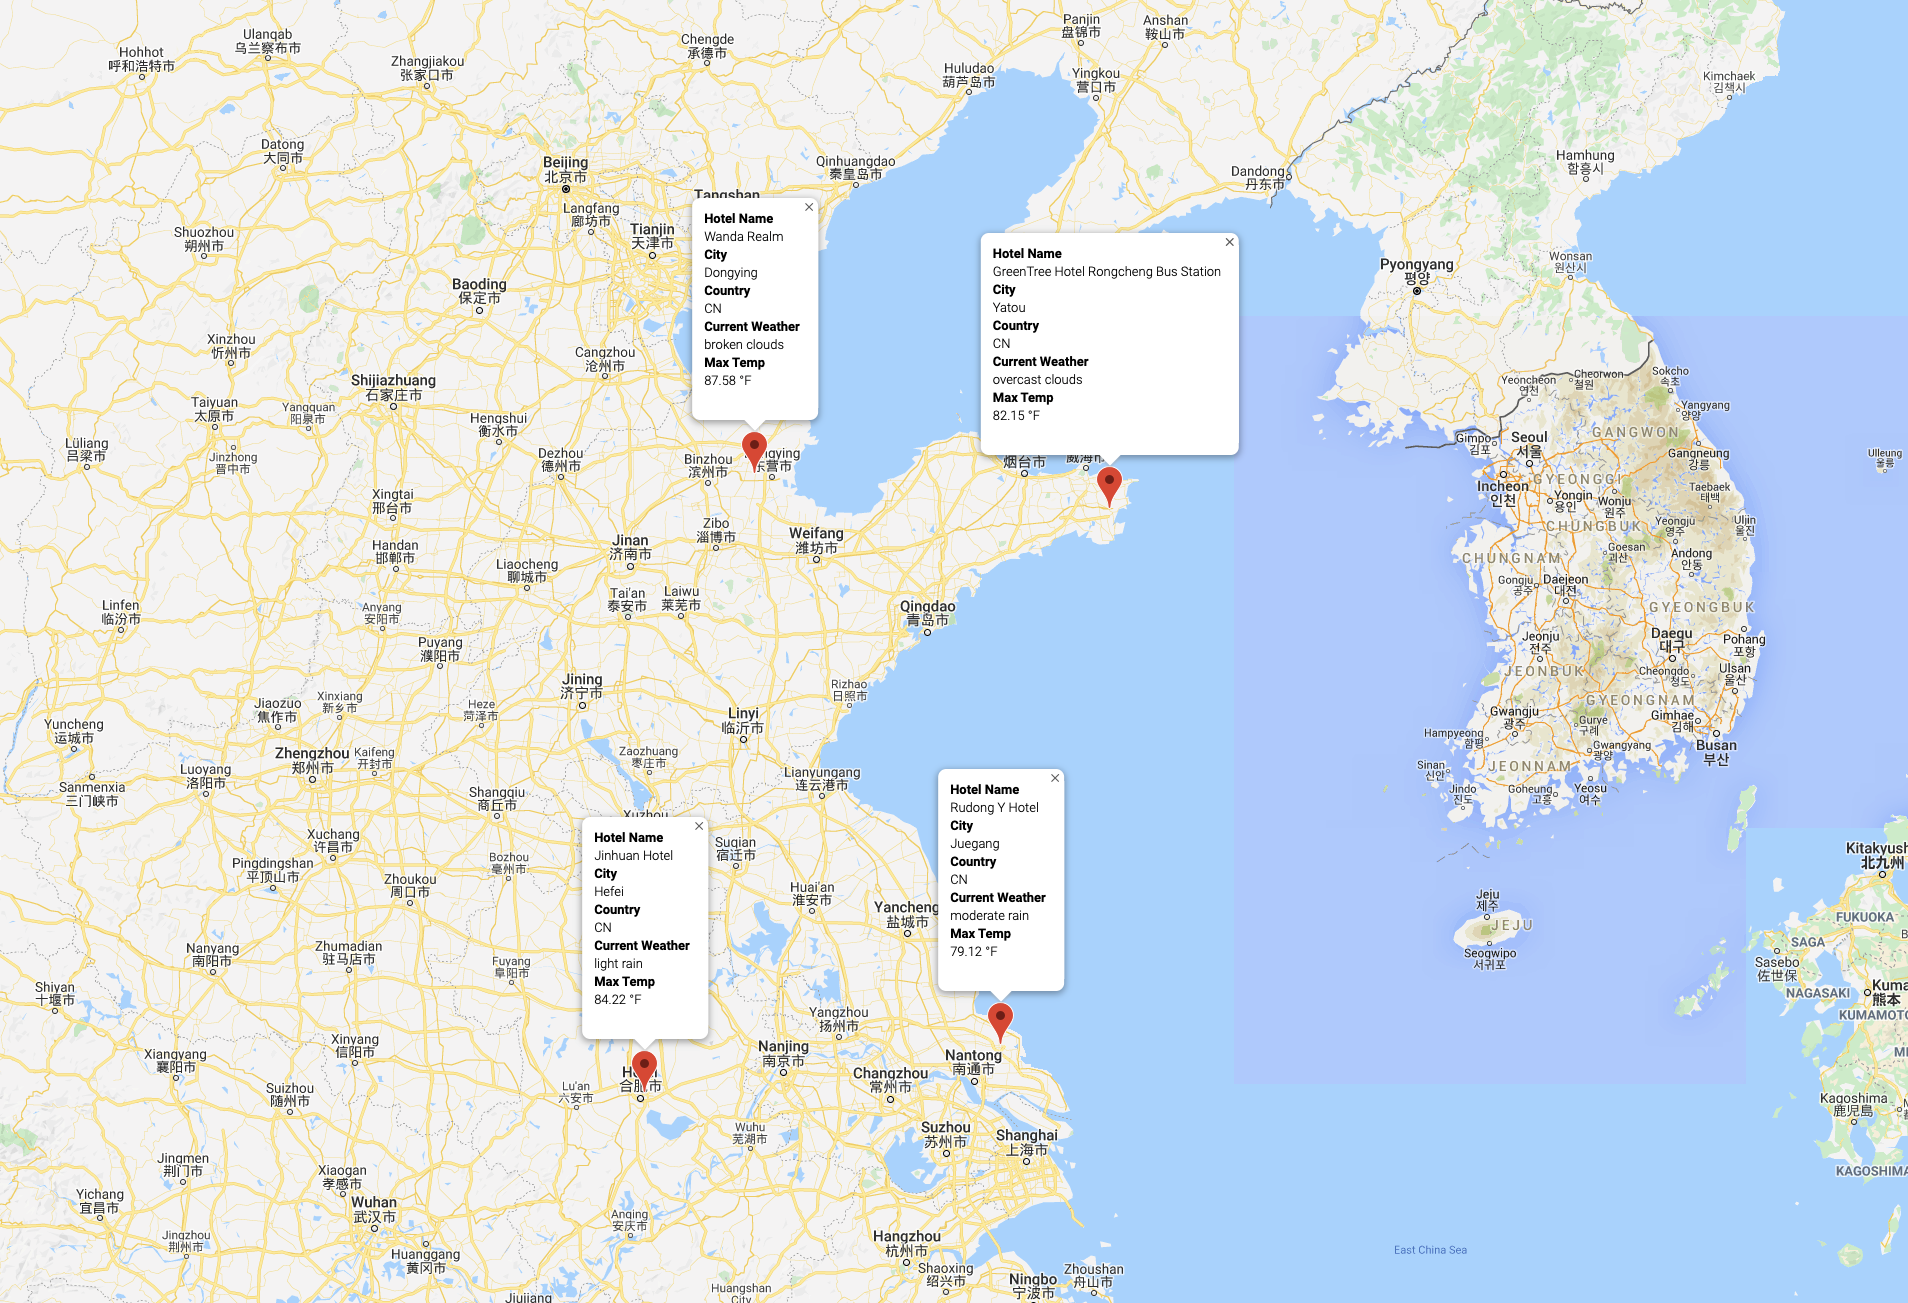 Hohhot
呼和浩特市
Ulanqab
乌兰察布市
Zhangjiakou
张家口市
Chengde
承德市
Huludao
葫芦岛市
Panjin
盘锦市
Anshan
鞍山市
Yingkou
营口市
Kimchaek
김책시
Datong
大同市
Beijing
北京市
Qinhuangdao
秦皇岛市
Dandong
丹东市
Hamhung
함흥시
Tangshan
Langfang
廊坊市
Tianjin
天津市
Shuozhou
朔州市
Baoding
保定市
Pyongyang
평양
Wonsan
원산시
Hotel Name
Wanda Realm
City
Dongying
Country
CN
Current Weather
broken clouds
Max Temp
87.58 °F
Hotel Name
GreenTree Hotel Rongcheng Bus Station
City
Yatou
Country
CN
Current Weather
overcast clouds
Max Temp
82.15 °F
Xinzhou
忻州市
Cangzhou
沧州市
Shijiazhuang
石家庄市
Taiyuan
太原市
Yangquan
阳泉市
Hengshui
衡水市
Lüliang
吕梁市
Jinzhong
晋中市
Dezhou
德州市
Binzhou
滨州市
gying
东营市
烟台市
威海市
Yeoncheon
연천
Cheorwon
철원
Sokcho
속초
Yangyang
양양
GANGWON
Gimpo
김포
Seoul
서울
Gangneung
강릉
Ulleung
울릉
Incheon
인천
GYEONGGI
Yongin
용인
Wonju
원주
Taebaek
태백
CHUNGBUK
Yeongju
영주
Uljin
울진
Xingtai
邢台市
Handan
邯郸市
Jinan
济南市
Zibo
淄博市
Weifang
潍坊市
Liaocheng
聊城市
CHUNGNAM
Goesan
괴산
Andong
안동
Gongju
공주
Daejeon
대전
Linfen
临汾市
Anyang
安阳市
Tai'an
泰安市
Laiwu
莱芜市
Qingdao
青岛市
GYEONGBUK
Puyang
濮阳市
Jeonju
전주
Daegu
대구
Pohang
포항
JEONBUK
Cheongdo
청도
Ulsan
울산
Jining
济宁市
Rizhao
日照市
GYEONGNAM
Jiaozuo
焦作市
Xinxiang
新乡市
Heze
菏泽市
Linyi
临沂市
Gwangju
광주
Gurye
구례
Gimhae
김해
Yuncheng
运城市
Zhengzhou
郑州市
Kaifeng
开封市
Zaozhuang
枣庄市
Hampyeong
함평
Gwangyang
광양
Busan
부산
Luoyang
洛阳市
Lianyungang
连云港市
Sinan
신안
JEONNAM
Sanmenxia
三门峡市
Shangqiu
商丘市
Xuzhou
Jindo
진도
Goheung
고흥
Yeosu
여수
Hotel Name
Rudong Y Hotel
City
Juegang
Country
CN
Current Weather
moderate rain
Max Temp
79.12 °F
Hotel Name
Jinhuan Hotel
City
Hefei
Country
CN
Current Weather
light rain
Max Temp
84.22 °F
Xuchang
许昌市
Pingdingshan
平顶山市
Bozhou
亳州市
Suqian
宿迁市
Kitakyush
北九州
Zhoukou
周口市
Huai'an
淮安市
Yancheng
盐城市
Jeju
제주
JEJU
FUKUOKA
Nanyang
南阳市
Zhumadian
驻马店市
Fuyang
阜阳市
Seogwipo
서귀포
SAGA
Sasebo
佐世保
NAGASAKI
Kuma
熊本
KUMAMOTO
Shiyan
十堰市
Yangzhou
扬州市
Xiangyang
襄阳市
Xinyang
信阳市
Nanjing
南京市
Nantong
南通市
Changzhou
常州市
合肥市
Lu'an
六安市
Suizhou
随州市
Kagoshima
鹿児島
Wuhu
芜湖市
Suzhou
苏州市
Shanghai
上海市
Jingmen
荆门市
Xiaogan
孝感市
KAGOSHIMA
Yichang
宜昌市
Wuhan
武汉市
Anqing
安庆市
Jingzhou
荆州市
Huanggang
黄冈市
Hangzhou
杭州市
East China Sea
Shaoxing
绍兴市
Ningbo
宁波市
Zhoushan
舟山市
Huangshan
City
Jiujiang